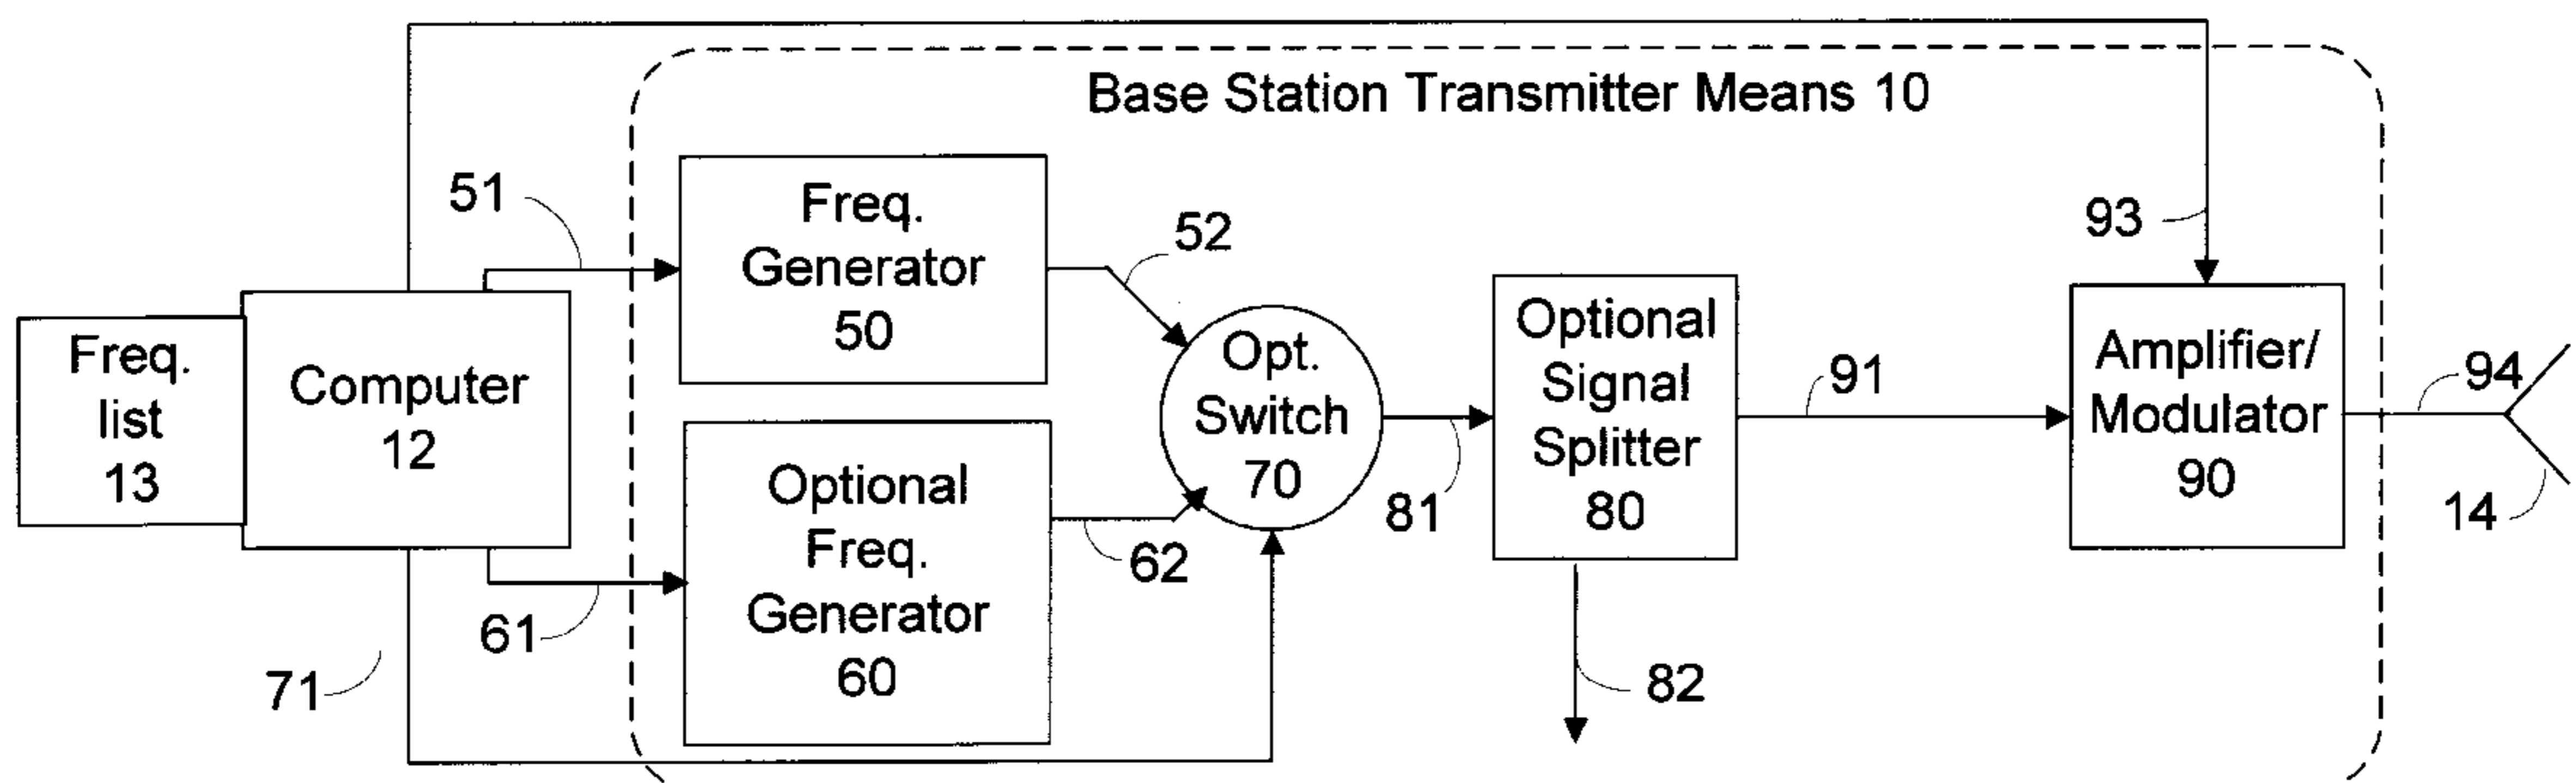 Base Station Transmitter Means 10
51
Freq.
Generator
50
52
93
Freq.
list
13
Computer
12
Opt.
Switch
70
Optional
Signal
Splitter
80
91
Amplifier/
Modulator
90
94
14
Optional
Freq.
Generator
60
62
81
61
71
82